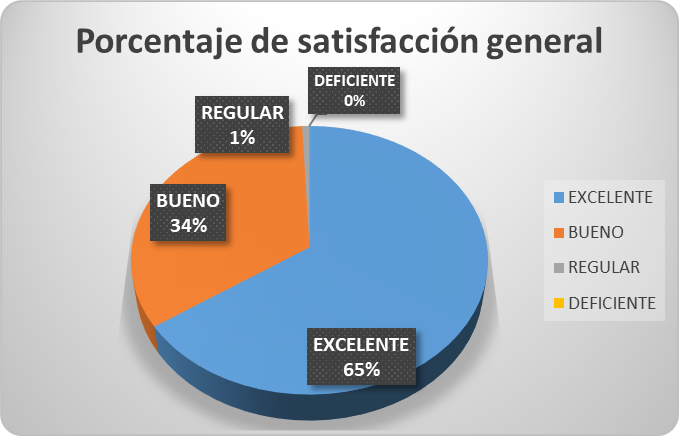 Porcentaje de satisfacción general
DEFICIENTE
0%
REGULAR
1%
BUENO
34%
EXCELENTE
65%
EXCELENTE
BUENO
REGULAR
DEFICIENTE